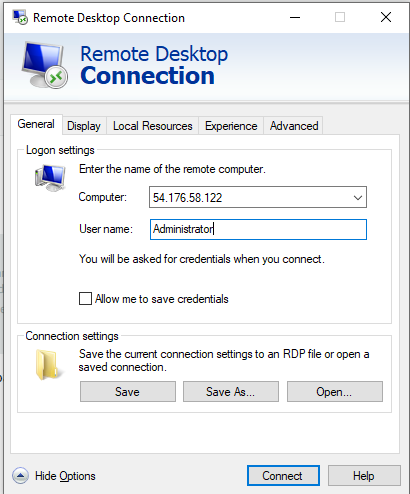 Remote Desktop Connection
Remote Desktop
Connection
General Display Local Resources Experience Advanced
Logon settings
Enter the name of the remote computer.
Computer: 54.176.58.122
User name: Administrator
You will be asked for credentials when you connect.
Allow me to save credentials
Connection settings
Save the current connection settings to an RDP file or open a
saved connection.
Save Save As... Open...
Hide Options Connect Help